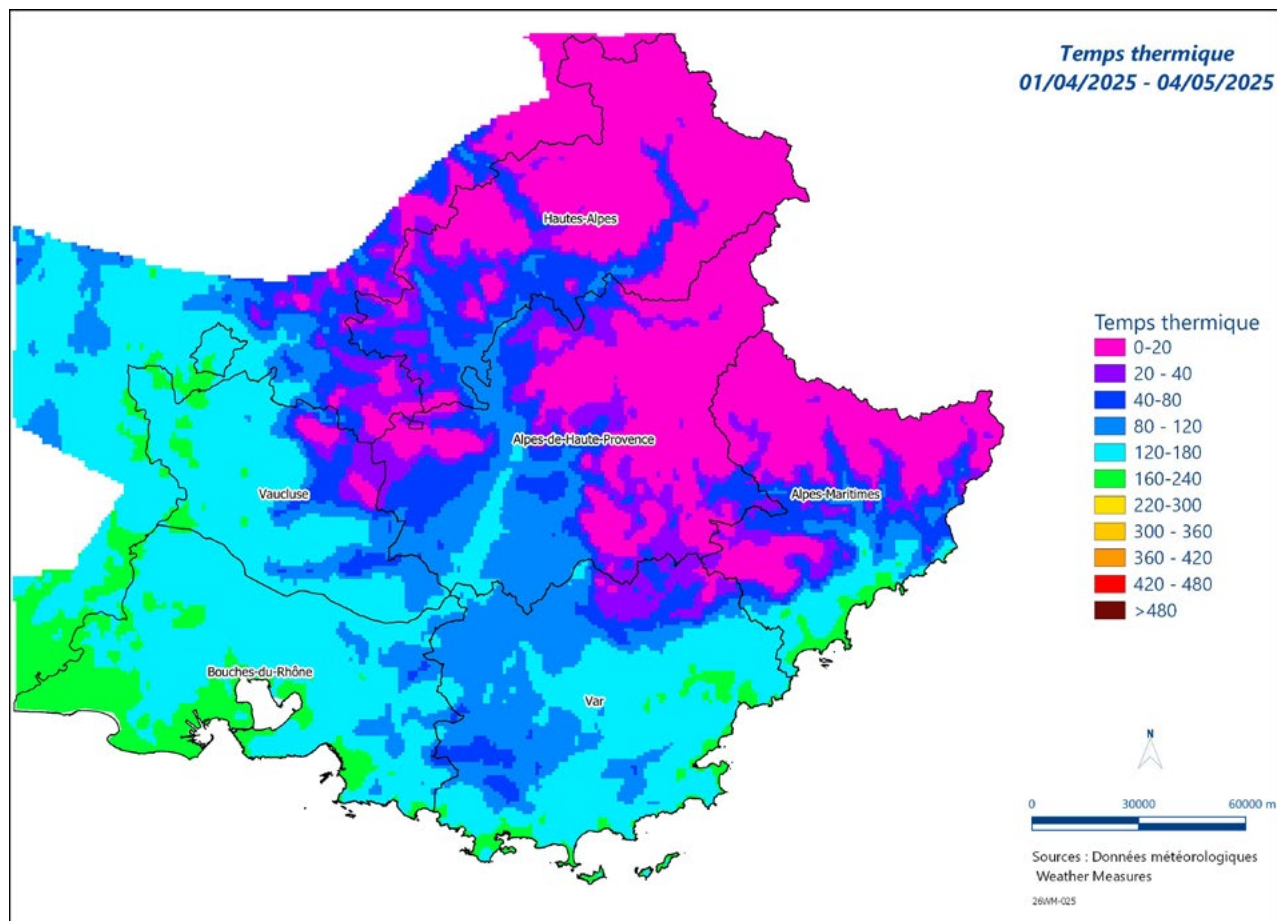 Temps thermique
01/04/2025 - 04/05/2025
Hautes-Alpes
Temps thermique
0-20
20 - 40
40-80
80 - 120
120-180
160-240
220-300
300 - 360
360 - 420
420 - 480
>480
Alpes-de-Haute-Provence
Vaucluse
Alpes-Maritimes
Bouches-du-Rhône
Var
N
0 30000 60000 m
Sources : Données météorologiques
Weather Measures
26WM-025